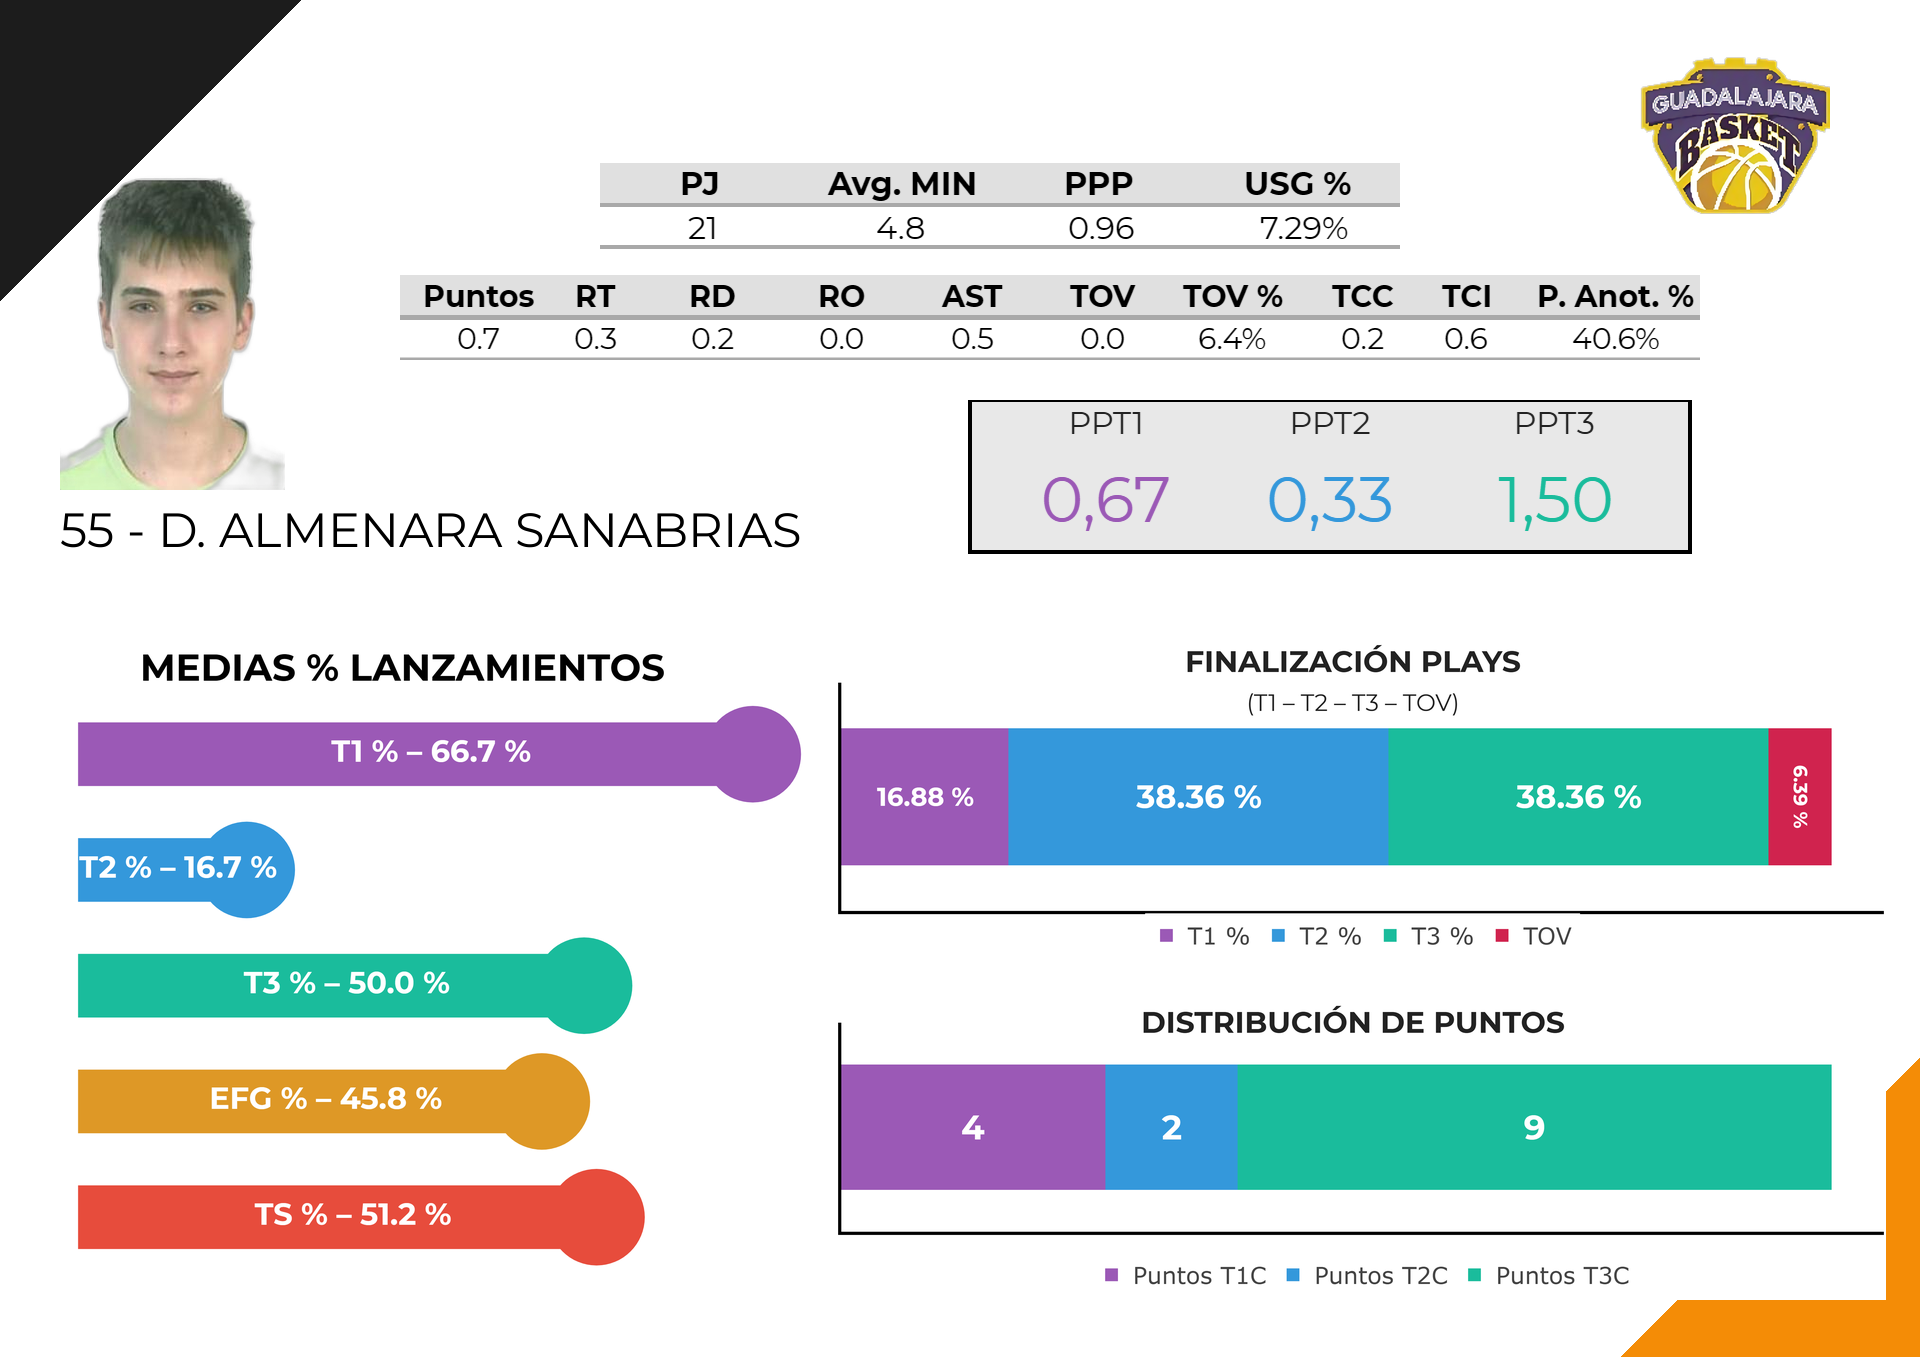 GUADALAJARA
BASKET
PJ Avg. MIN PPP USG %
21 4.8 0.96 7.29%
Puntos RT RD RO AST TOV TOV % TCC TCI P. Anot. %
0.7 0.3 0.2 0.0 0.5 0.0 6.4% 0.2 0.6 40.6%
PPT1 PPT2 PPT3
0,67 0,33 1,50
55 - D. ALMENARA SANABRIAS
MEDIAS % LANZAMIENTOS
T1 % – 66.7 %
T2 % – 16.7 %
T3 % – 50.0 %
EFG % – 45.8 %
TS % – 51.2 %
FINALIZACIÓN PLAYS
(T1 – T2 – T3 – TOV)
16.88 % 38.36 % 38.36 % 6.39 %
T1 % T2 % T3 % TOV
DISTRIBUCIÓN DE PUNTOS
4 2 9
Puntos T1C Puntos T2C Puntos T3C